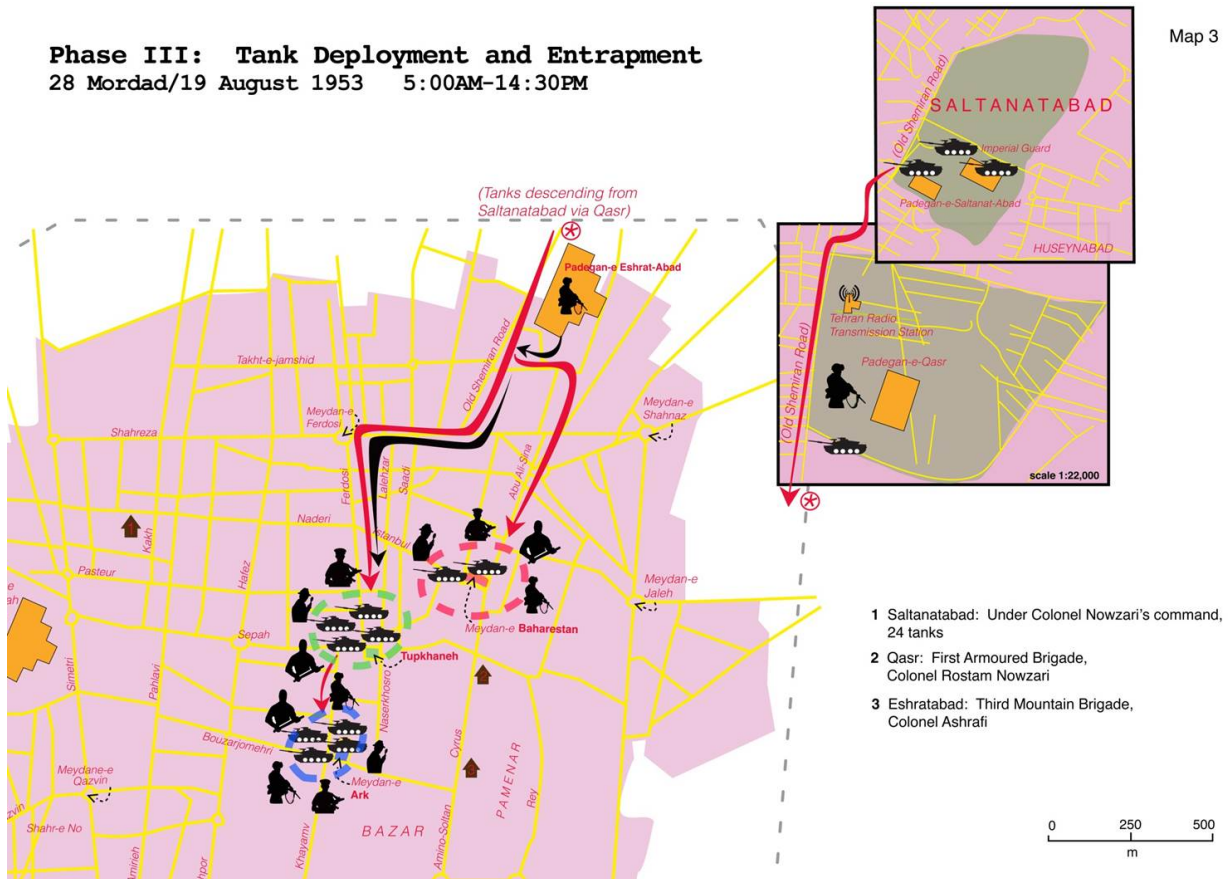 Phase III: Tank Deployment and Entrapment
28 Mordad/19 August 1953 5:00AM-14:30PM
Map 3
SALTANATABAD
(Old Shemiran Road)
Imperial Guard
Padegan-e-Saltanat-Abad
HUSEYNABAD
(Tanks descending from
Saltanatabad via Qasr)
Padegan-e Eshrat-Abad
Tehran Radio
Transmission Station
Padegan-e-Qasr
(Old Shemiran Road)
scale 1:22,000
Takht-e-jamshid
Old Shemiran Road
Meydan-e
Ferdosi
Meydan-e
Shahnaz
Shahreza
Ferdosi
Lalehzar
Saadi
Abu Ali-Sina
Naderi
Istanbul
1
Kakh
Hafez
Pasteur
Meydan-e
Jaleh
Meydan-e Baharestan
Sepah
Tupkhaneh
2
Simetri
Pahlavi
Naserkhosro
Bouzarjomehri
Cyrus
3
PAMENAR
Rey
Meydane-e
Qazvin
Meydan-e
Ark
Shahr-e No
BAZAR
Khayamv
Amino-Soltan
Amirieh
1 Saltanatabad: Under Colonel Nowzari's command,
24 tanks
2 Qasr: First Armoured Brigade,
Colonel Rostam Nowzari
3 Eshratabad: Third Mountain Brigade,
Colonel Ashrafi
0 250 500
m